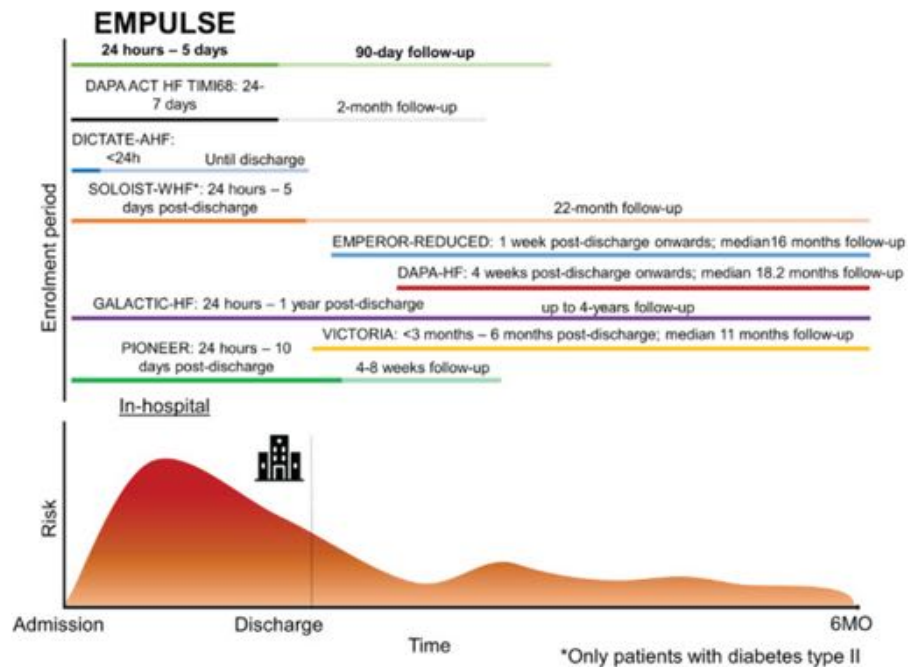 EMPULSE
24 hours – 5 days
90-day follow-up
DAPA ACT HF TIMI68: 24-
7 days
2-month follow-up
DICTATE-AHF:
<24h
Until discharge
SOLOIST-WHF*: 24 hours – 5
days post-discharge
22-month follow-up
EMPEROR-REDUCED: 1 week post-discharge onwards; median16 months follow-up
DAPA-HF: 4 weeks post-discharge onwards; median 18.2 months follow-up
GALACTIC-HF: 24 hours – 1 year post-discharge
up to 4-years follow-up
VICTORIA: <3 months – 6 months post-discharge; median 11 months follow-up
PIONEER: 24 hours – 10
days post-discharge
4-8 weeks follow-up
Enrolment period
In-hospital
Risk
Admission
Discharge
6MO
Time
*Only patients with diabetes type II